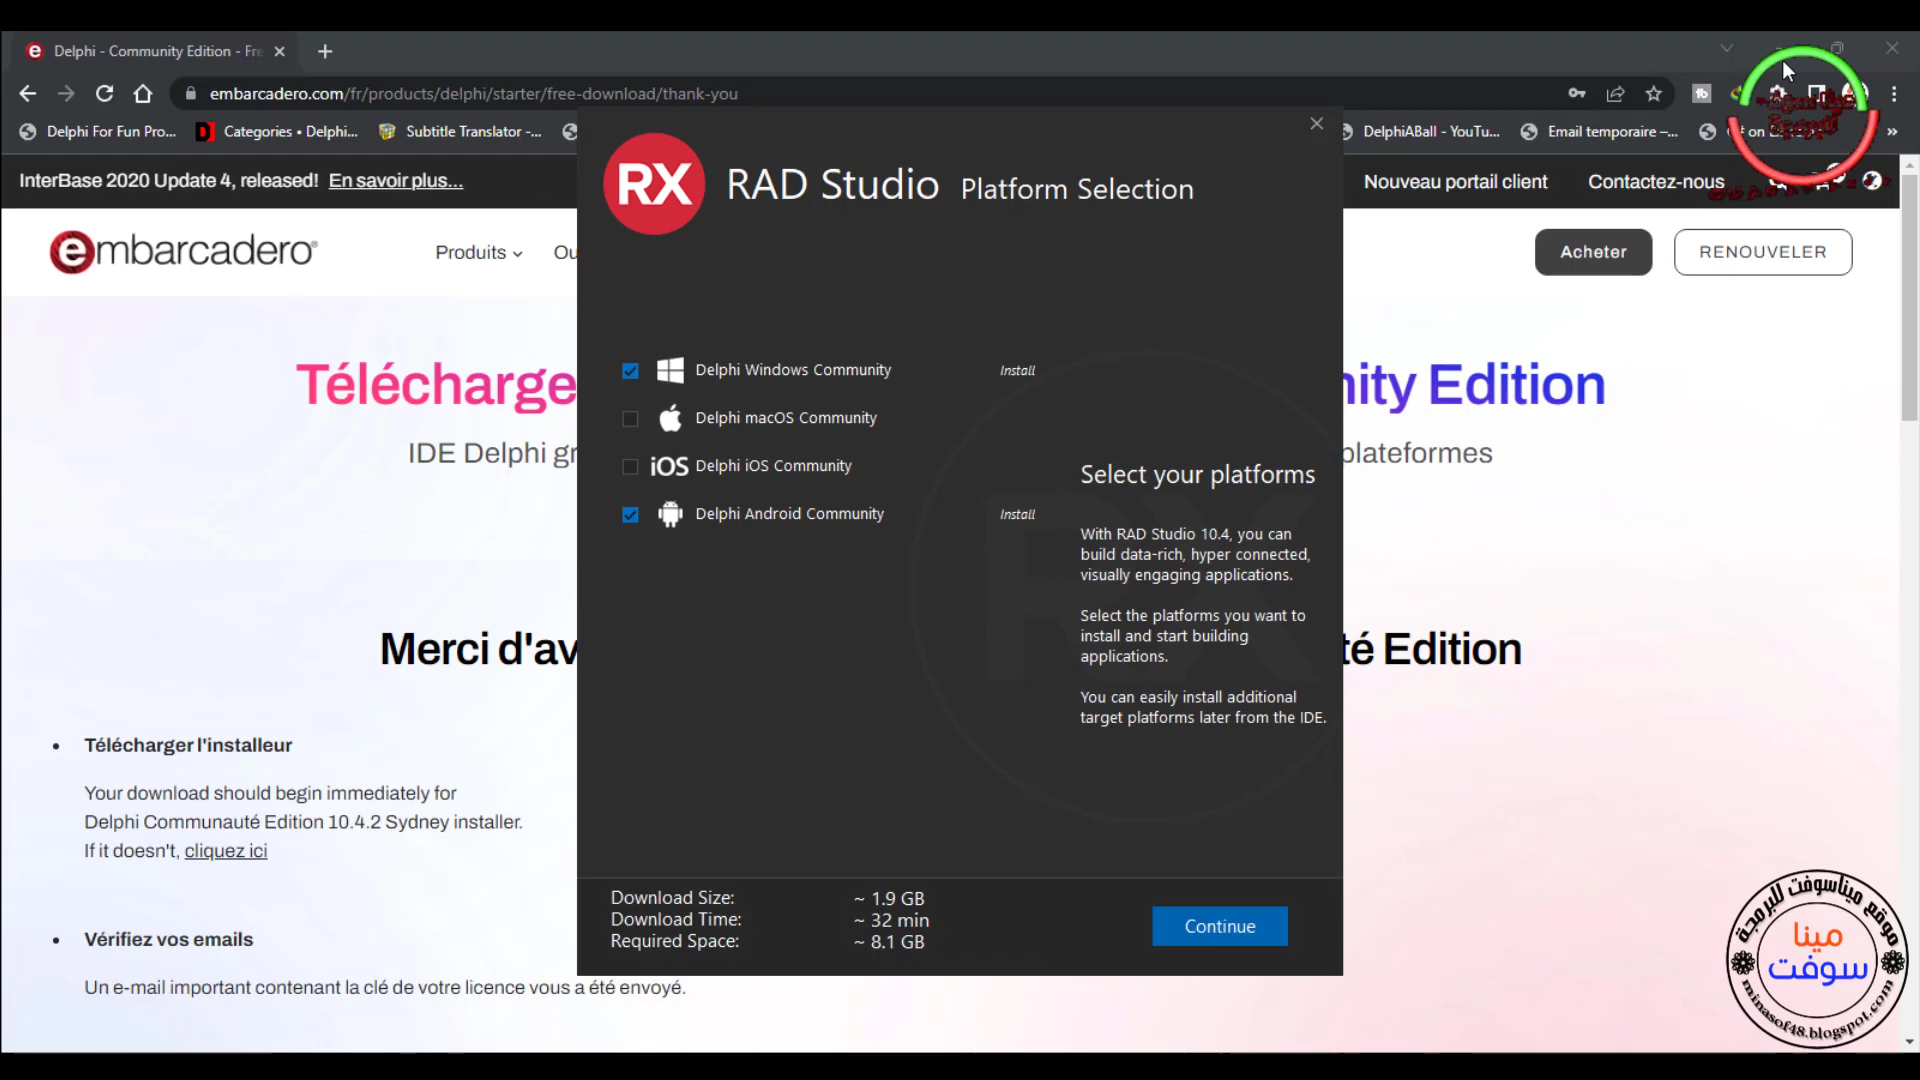 Delphi - Community Edition - Fre
embarcadero.com/fr/products/delphi/starter/free-download/thank-you
Delphi For Fun Pro...
Categories • Delphi...
Subtitle Translator -...
DelphiABall - YouTu...
Email temporaire –...
InterBase 2020 Update 4, released! En savoir plus...
Nouveau portail client
Contactez-nous
embarcadero®
Produits
Ou
Acheter
RENOUVELER
RX
RAD Studio Platform Selection
Télécharge
nity Edition
IDE Delphi gr
plateformes
Delphi Windows Community
Install
Delphi macOS Community
iOS Delphi iOS Community
Delphi Android Community
Install
Select your platforms
With RAD Studio 10.4, you can
build data-rich, hyper connected,
visually engaging applications.
Select the platforms you want to
install and start building
applications.
You can easily install additional
target platforms later from the IDE.
Merci d'av
té Edition
Télécharger l'installeur
Your download should begin immediately for
Delphi Communauté Edition 10.4.2 Sydney installer.
If it doesn't, cliquez ici
Vérifiez vos emails
Un e-mail important contenant la clé de votre licence vous a été envoyé.
Download Size: ~ 1.9 GB
Download Time: ~ 32 min
Required Space: ~ 8.1 GB
Continue
موقع ميناسوفت للبرمجة
مينا
سوفت
minasof48.blogspot.com